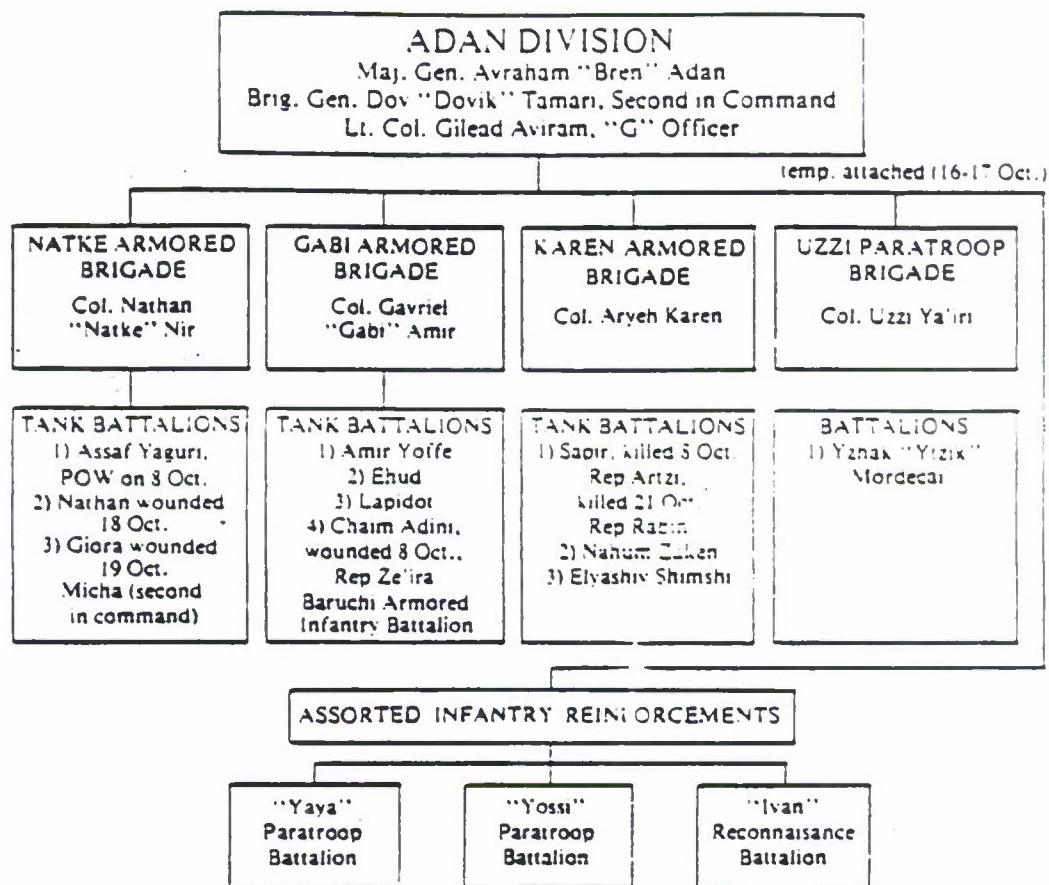 ADAN DIVISION
Maj. Gen. Avraham "Bren" Adan
Brig. Gen. Dov "Dovik" Tamari, Second in Command
Lt. Col. Gilead Aviram, "G" Officer
temp. attached (16-17 Oct.)
NATKE ARMORED
BRIGADE
Col. Nathan
"Natke" Nir
GABI ARMORED
BRIGADE
Col. Gavriel
"Gabi" Amir
KAREN ARMORED
BRIGADE
Col. Aryeh Karen
UZZI PARATROOP
BRIGADE
Col. Uzzi Ya'iri
TANK BATTALIONS
1) Assaf Yaguri,
POW on 8 Oct.
2) Nathan wounded
18 Oct.
3) Giora wounded
19 Oct.
Micha (second
in command)
TANK BATTALIONS
1) Amir Yoffe
2) Ehud
3) Lapidot
4) Chaim Adini,
wounded 8 Oct.,
Rep Ze'ira
Baruchi Armored
Infantry Battalion
TANK BATTALIONS
1) Sapir, killed 8 Oct.
Rep Artzi,
killed 21 Oct.
Rep
2) Nahum Zaken
3) Elyashiv Shimshi
BATTALIONS
1) "Ytzik"
Mordecai
ASSORTED INFANTRY REINFORCEMENTS
"Yaya"
Paratroop
Battalion
"Yossi"
Paratroop
Battalion
"Ivan"
Reconnaisance
Battalion